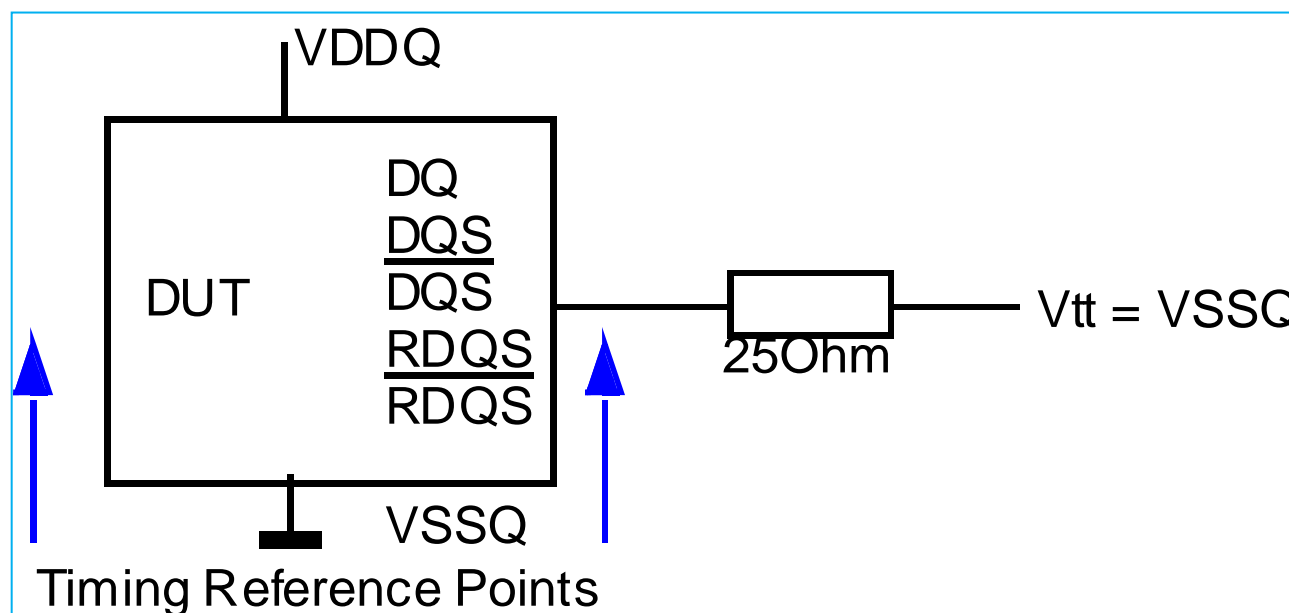 VDDQ
DQ
DQS
DQS
RDQS
RDQS
DUT
25Ohm
Vtt = VSSQ
VSSQ
Timing Reference Points